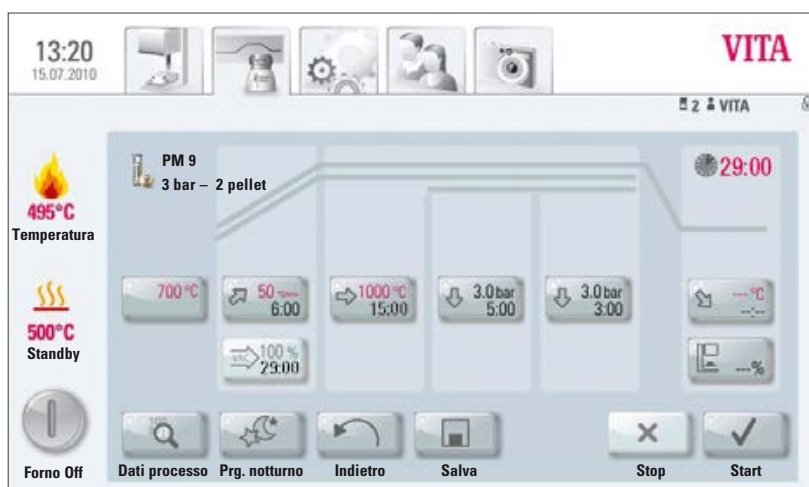 13:20
15.07.2010
VITA
2 VITA
PM 9
3 bar – 2 pellet
29:00
495°C
Temperatura
700 °C
50
6:00
1000 °C
15:00
3.0 bar
5:00
3.0 bar
3:00
--- °C
--:--
VAC 100 %
29:00
---%
500°C
Standby
Forno Off
Dati processo
Prg. notturno
Indietro
Salva
Stop
Start